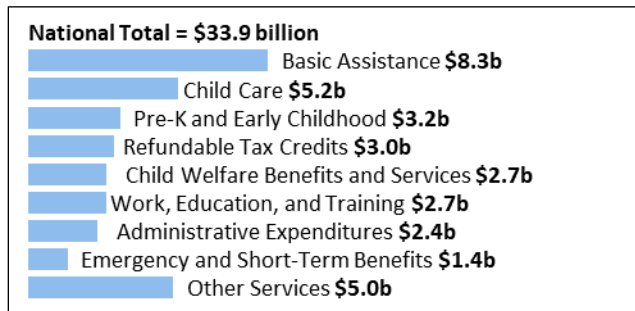 National Total = $33.9 billion
Basic Assistance $8.3b
Child Care $5.2b
Pre-K and Early Childhood $3.2b
Refundable Tax Credits $3.0b
Child Welfare Benefits and Services $2.7b
Work, Education, and Training $2.7b
Administrative Expenditures $2.4b
Emergency and Short-Term Benefits $1.4b
Other Services $5.0b